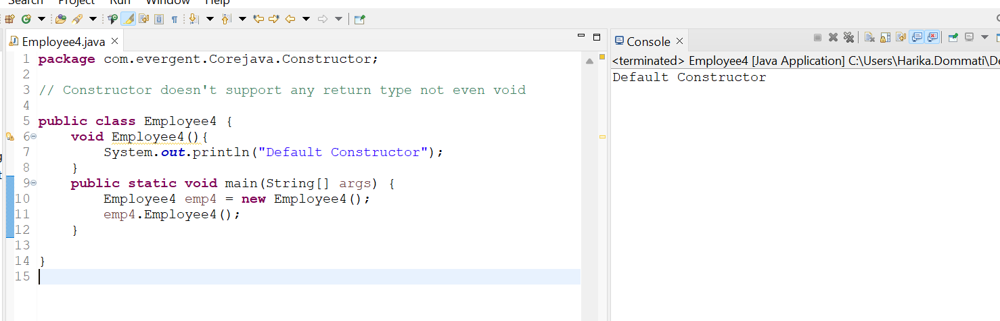 Search Project Run Window Help
Employee4.java
1 package com.evergent.Corejava.Constructor;
2
3 // Constructor doesn't support any return type not even void
4
5 public class Employee4 {
6 void Employee4(){
7 System.out.println("Default Constructor");
8 }
9 public static void main(String[] args) {
10 Employee4 emp4 = new Employee4();
11 emp4.Employee4();
12 }
13
14 }
15
Console
<terminated> Employee4 [Java Application] C:\Users\Harika.Dommati\De
Default Constructor